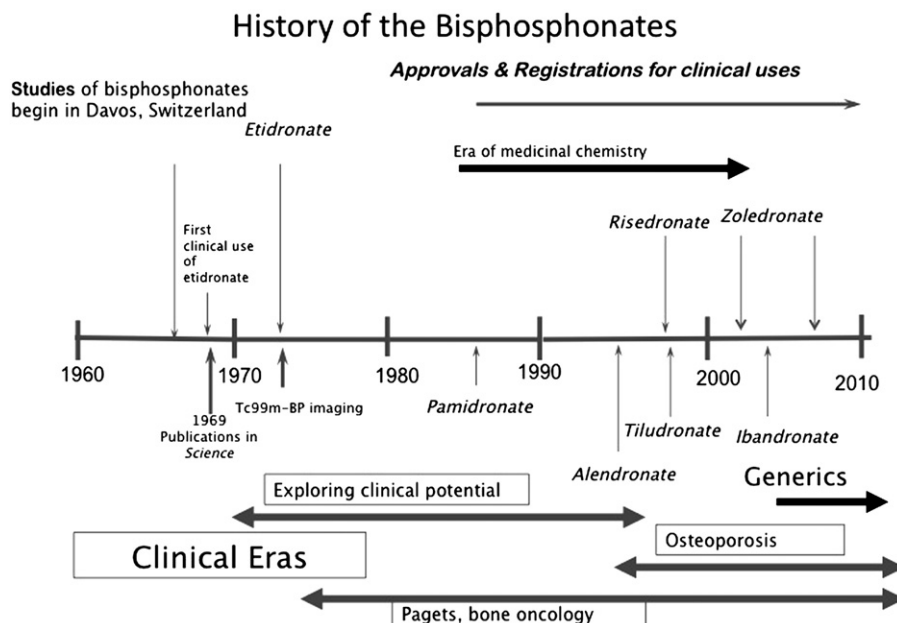 History of the Bisphosphonates
Approvals & Registrations for clinical uses
Studies of bisphosphonates
begin in Davos, Switzerland
Etidronate
Era of medicinal chemistry
First
clinical use
of
etidronate
Risedronate
Zoledronate
1960
1970
1980
1990
2000
2010
1969
Publications in
Science
Tc99m-BP imaging
Pamidronate
Alendronate
Tiludronate
Ibandronate
Generics
Exploring clinical potential
Clinical Eras
Osteoporosis
Pagets, bone oncology